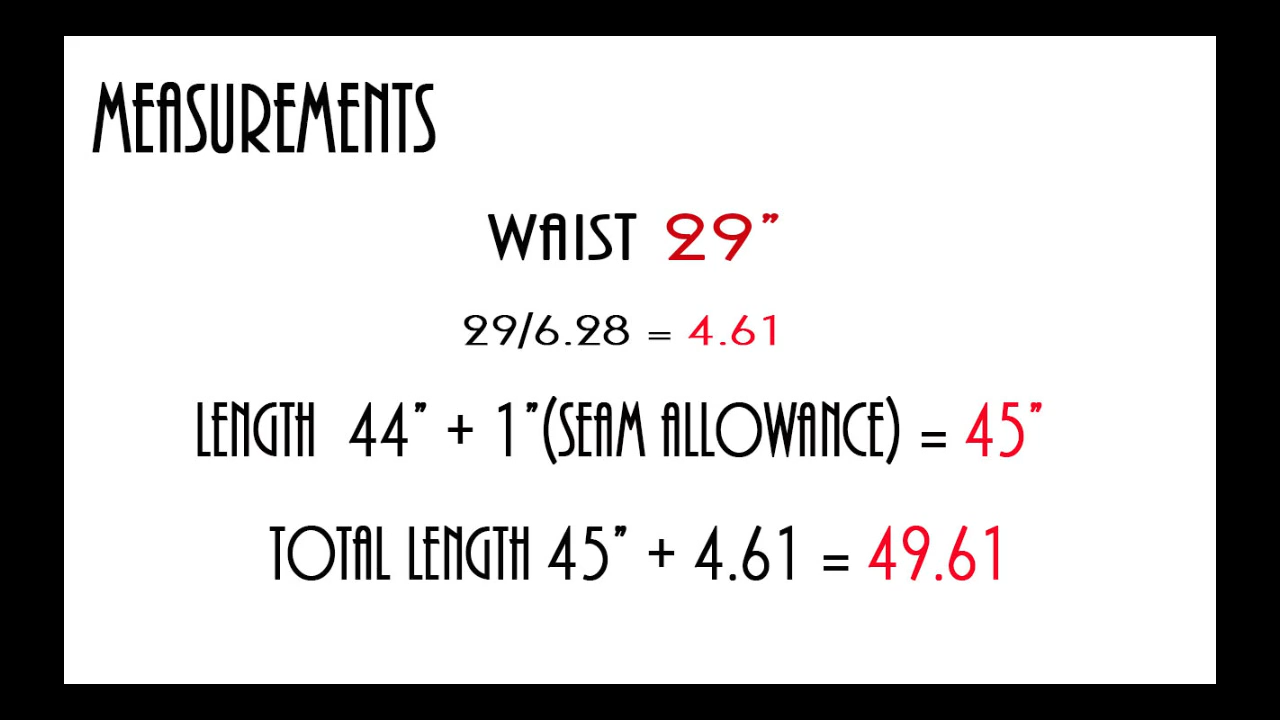 MEASUREMENTS
WAIST 29”
29/6.28 = 4.61
LENGTH 44” + 1”(SEAM ALLOWANCE) = 45”
TOTAL LENGTH 45” + 4.61 = 49.61